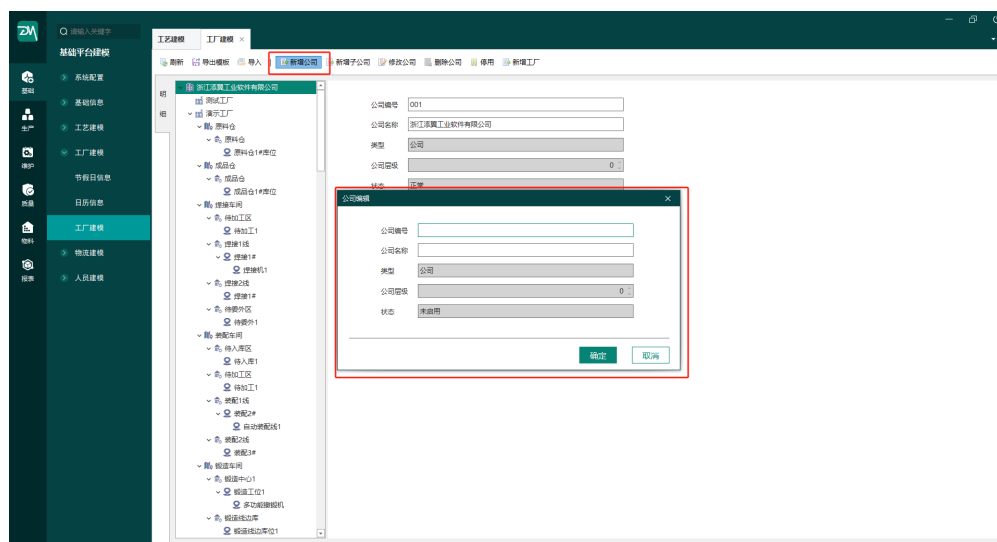 ZM
请输入关键字
基础平台建模
系统配置
基础信息
工艺建模
工厂建模
节假日信息
日历信息
工厂建模
物流建模
人员建模
基础
生产
维护
质量
物料
报表
工艺建模 工厂建模 ×
刷新 导出模板 导入 新增公司 新增子公司 修改公司 删除公司 停用 新增工厂
明
细
浙江添翼工业软件有限公司
测试工厂
演示工厂
原料仓
原料仓
原料仓1#库位
成品仓
成品仓
成品仓1#库位
焊接车间
待加工区
待加工1
焊接1线
焊接1#
焊接机1
焊接2线
焊接1#
待委外区
待委外1
装配车间
待入库区
待入库1
待加工区
待加工1
装配1线
装配2#
自动装配线1
装配2线
装配3#
锻造车间
锻造中心1
锻造工位1
多功能辗锻机
锻造线边库
锻造线边库位1
公司编号 001
公司名称 浙江添翼工业软件有限公司
类型 公司
公司层级 0
状态 正常
公司编辑 ×
公司编号
公司名称
类型 公司
公司层级 0
状态 未启用
确定 取消